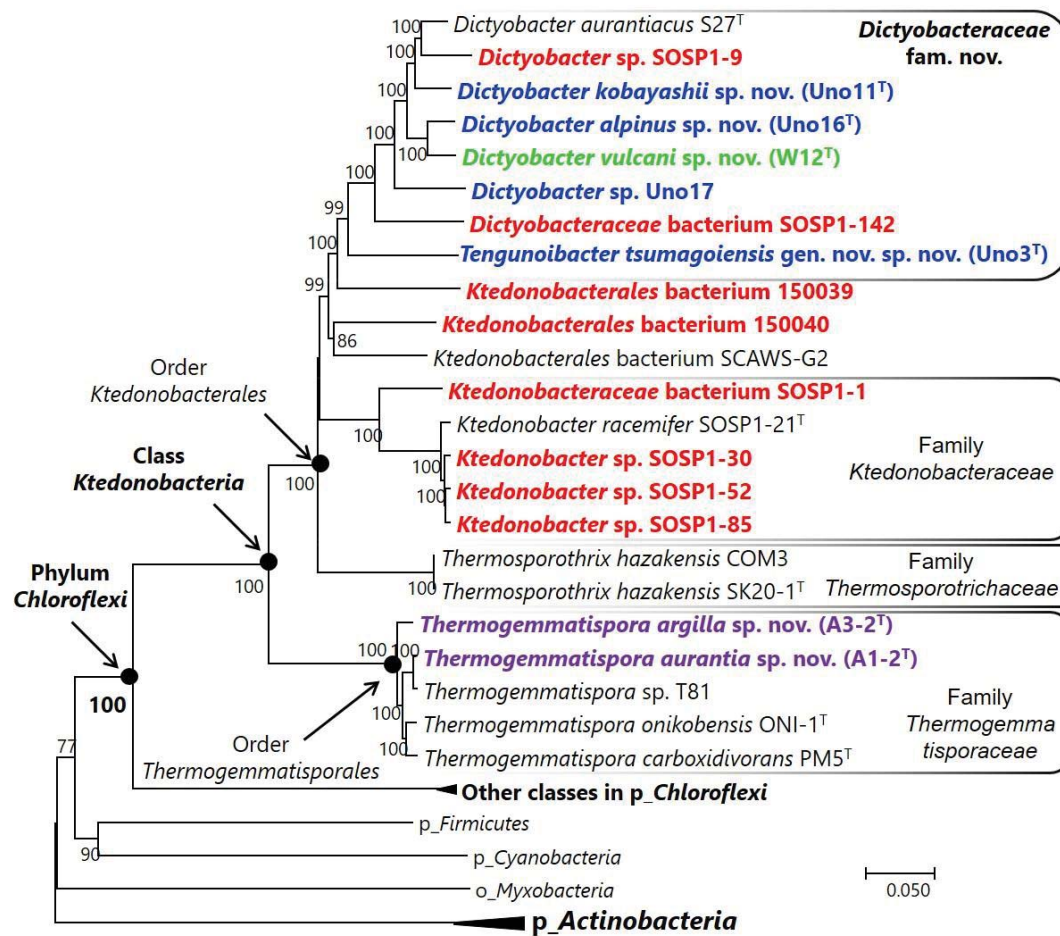 100
Dictyobacter aurantiacus S27ᵀ
Dictyobacteraceae
fam. nov.
100
Dictyobacter sp. SOSP1-9
100
Dictyobacter kobayashii sp. nov. (Uno11ᵀ)
100
Dictyobacter alpinus sp. nov. (Uno16ᵀ)
100
Dictyobacter vulcani sp. nov. (W12ᵀ)
100
Dictyobacter sp. Uno17
99
Dictyobacteraceae bacterium SOSP1-142
100
Tengunoibacter tsumagoiensis gen. nov. sp. nov. (Uno3ᵀ)
99
Ktedonobacterales bacterium 150039
Ktedonobacterales bacterium 150040
86
Ktedonobacterales bacterium SCAWS-G2
Order
Ktedonobacterales
Ktedonobacteraceae bacterium SOSP1-1
100
Ktedonobacter racemifer SOSP1-21ᵀ
Family
Ktedonobacteraceae
Class
Ktedonobacteria
100
100
Ktedonobacter sp. SOSP1-30
100
Ktedonobacter sp. SOSP1-52
Ktedonobacter sp. SOSP1-85
Thermosporothrix hazakensis COM3
Family
Thermosporotrichaceae
Phylum
Chloroflexi
100
100
Thermosporothrix hazakensis SK20-1ᵀ
Thermogemmatispora argilla sp. nov. (A3-2ᵀ)
100
100
Thermogemmatispora aurantia sp. nov. (A1-2ᵀ)
Thermogemmatispora sp. T81
Family
Thermogemma
tisporaceae
100
100
Thermogemmatispora onikobensis ONI-1ᵀ
100
Thermogemmatispora carboxidivorans PM5ᵀ
Order
Thermogemmatisporales
77
Other classes in p_Chloroflexi
p_Firmicutes
90
p_Cyanobacteria
o_Myxobacteria
0.050
p_Actinobacteria